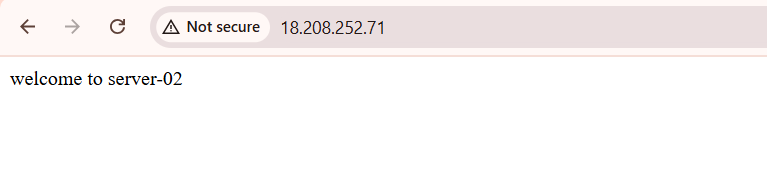 Not secure 18.208.252.71
welcome to server-02